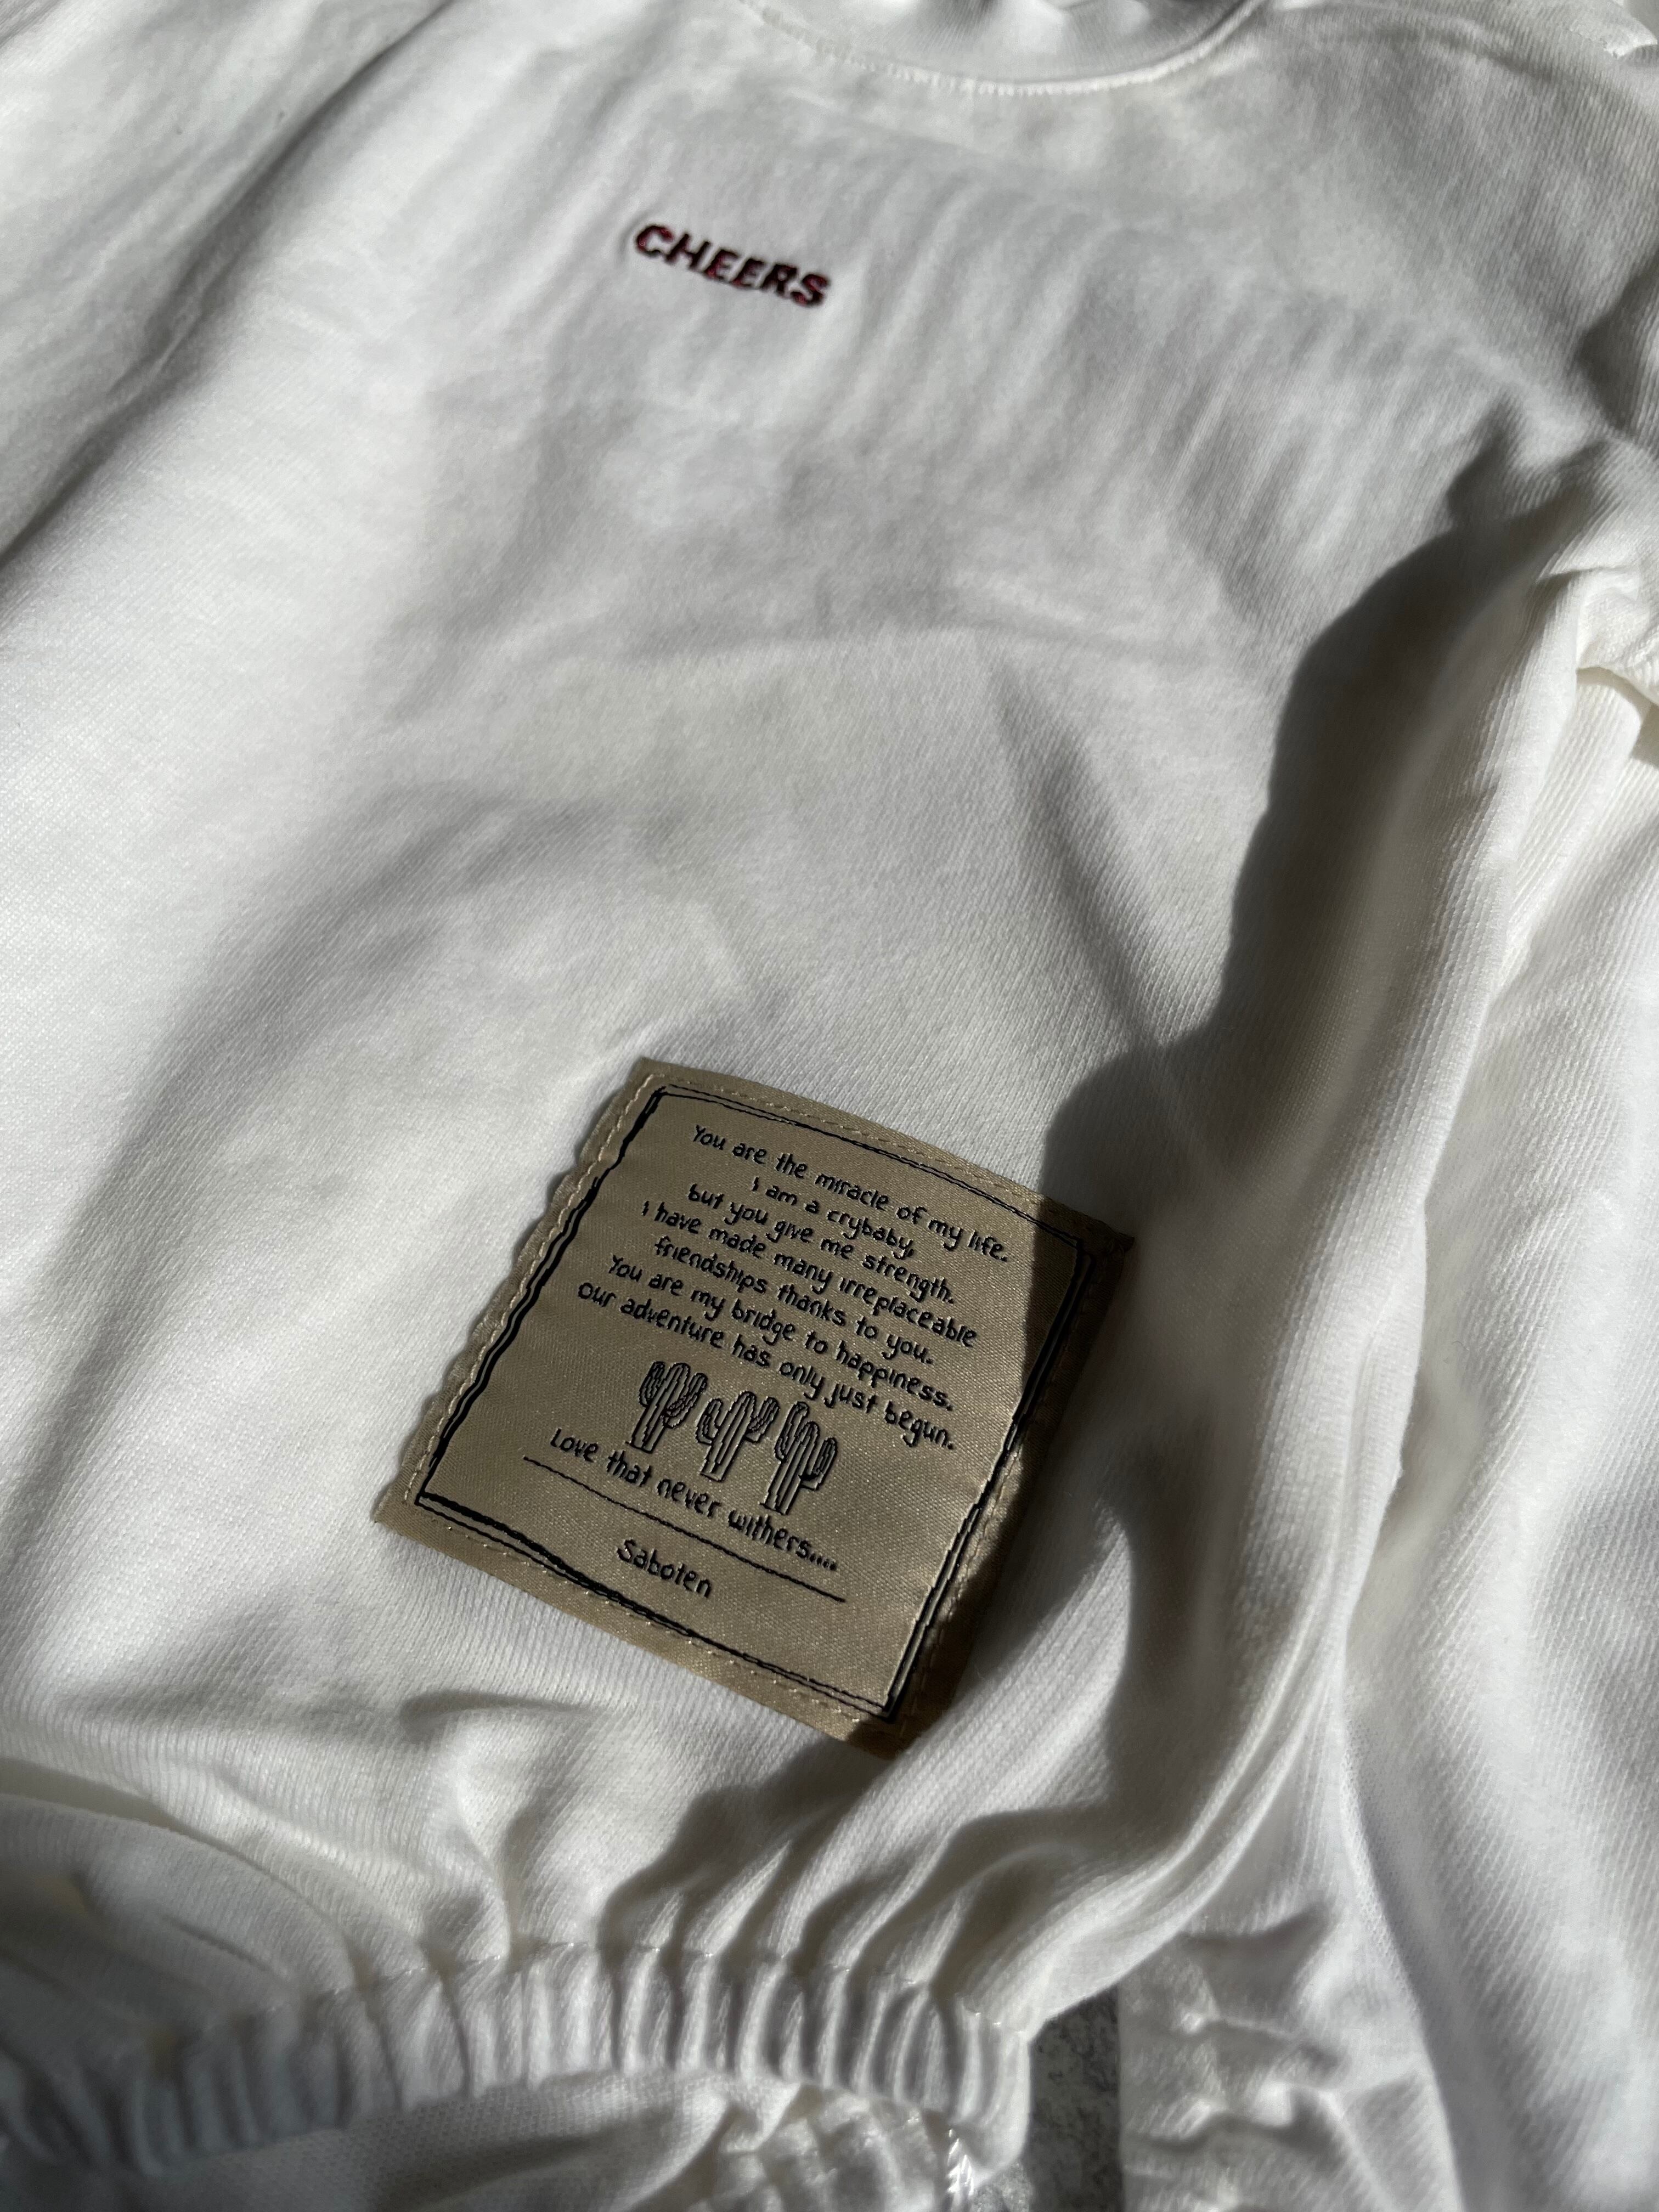 CHEERS
You are the miracle of my life.
I am a crybaby,
but you give me strength.
I have made many irreplaceable
friendships thanks to you.
You are my bridge to happiness.
our adventure has only just begun.
Love that never withers....
Saboten